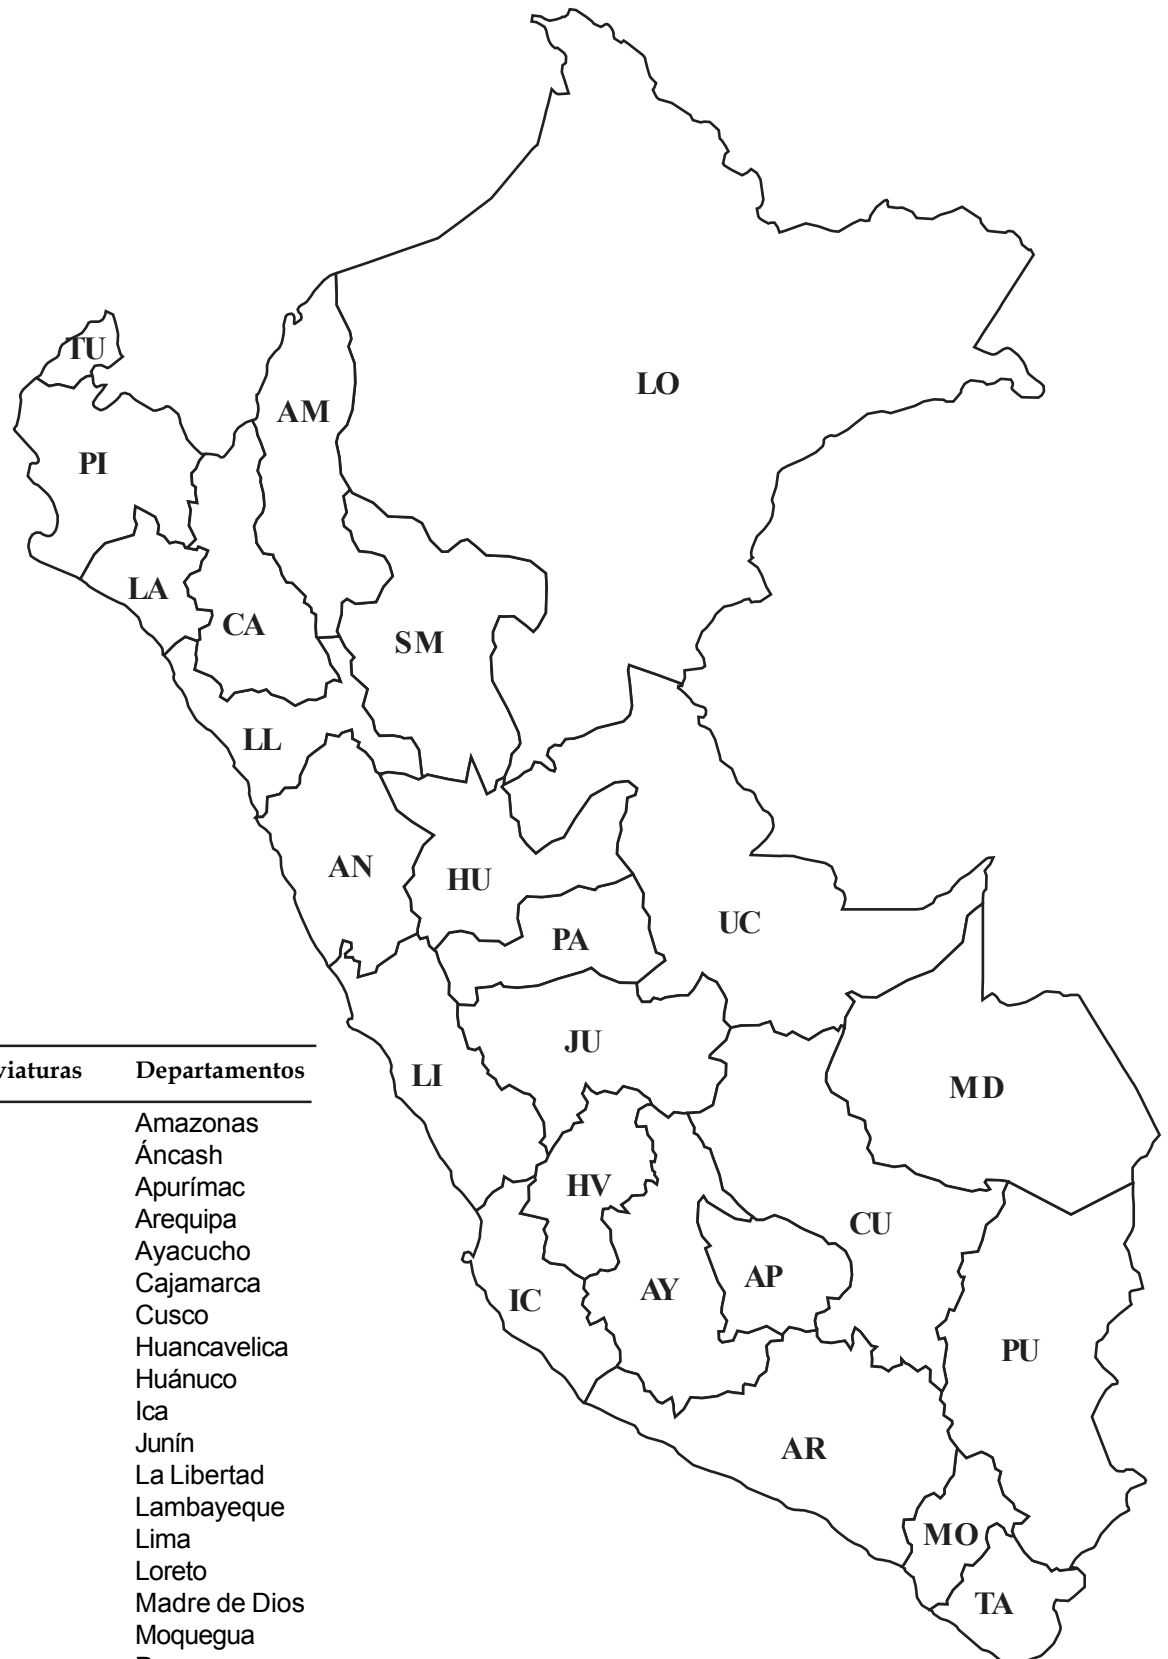 TU
LO
AM
PI
LA
CA
SM
LL
AN
HU
UC
PA
JU
LI
MD
HV
CU
AP
AY
IC
PU
AR
MO
TA
viaturas Departamentos
Amazonas
Áncash
Apurímac
Arequipa
Ayacucho
Cajamarca
Cusco
Huancavelica
Huánuco
Ica
Junín
La Libertad
Lambayeque
Lima
Loreto
Madre de Dios
Moquegua